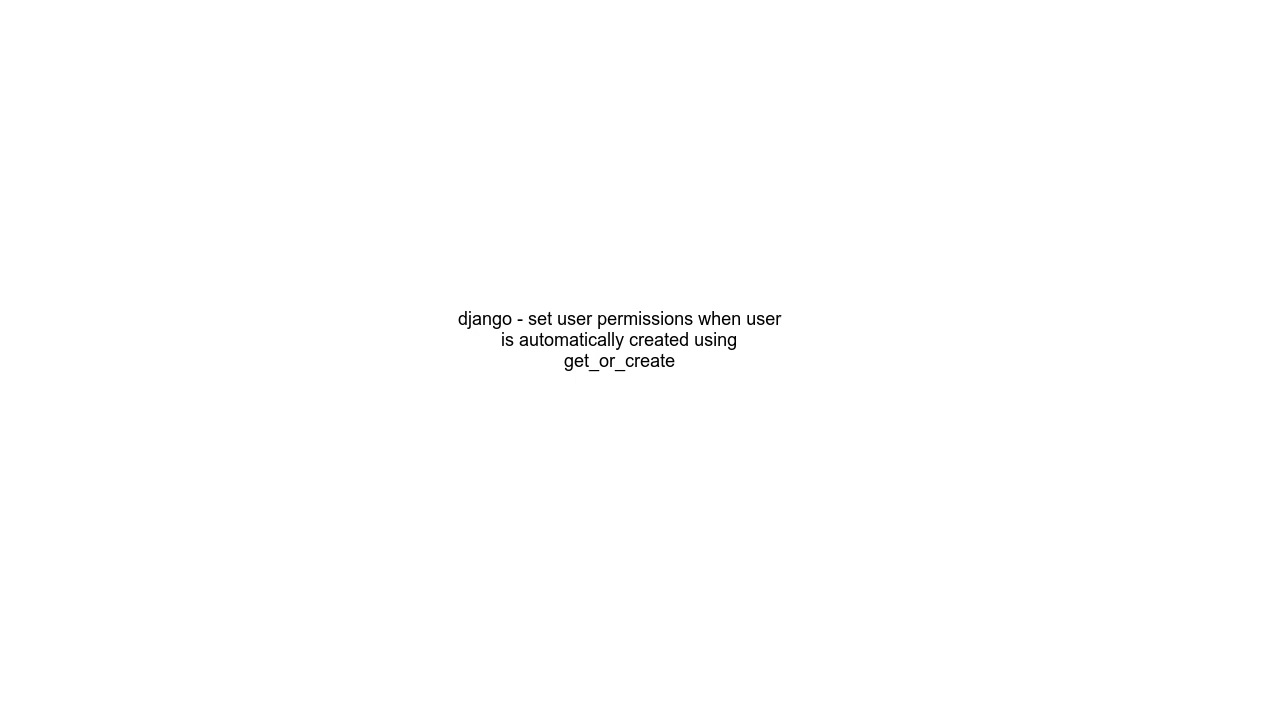 django - set user permissions when user
is automatically created using
get_or_create